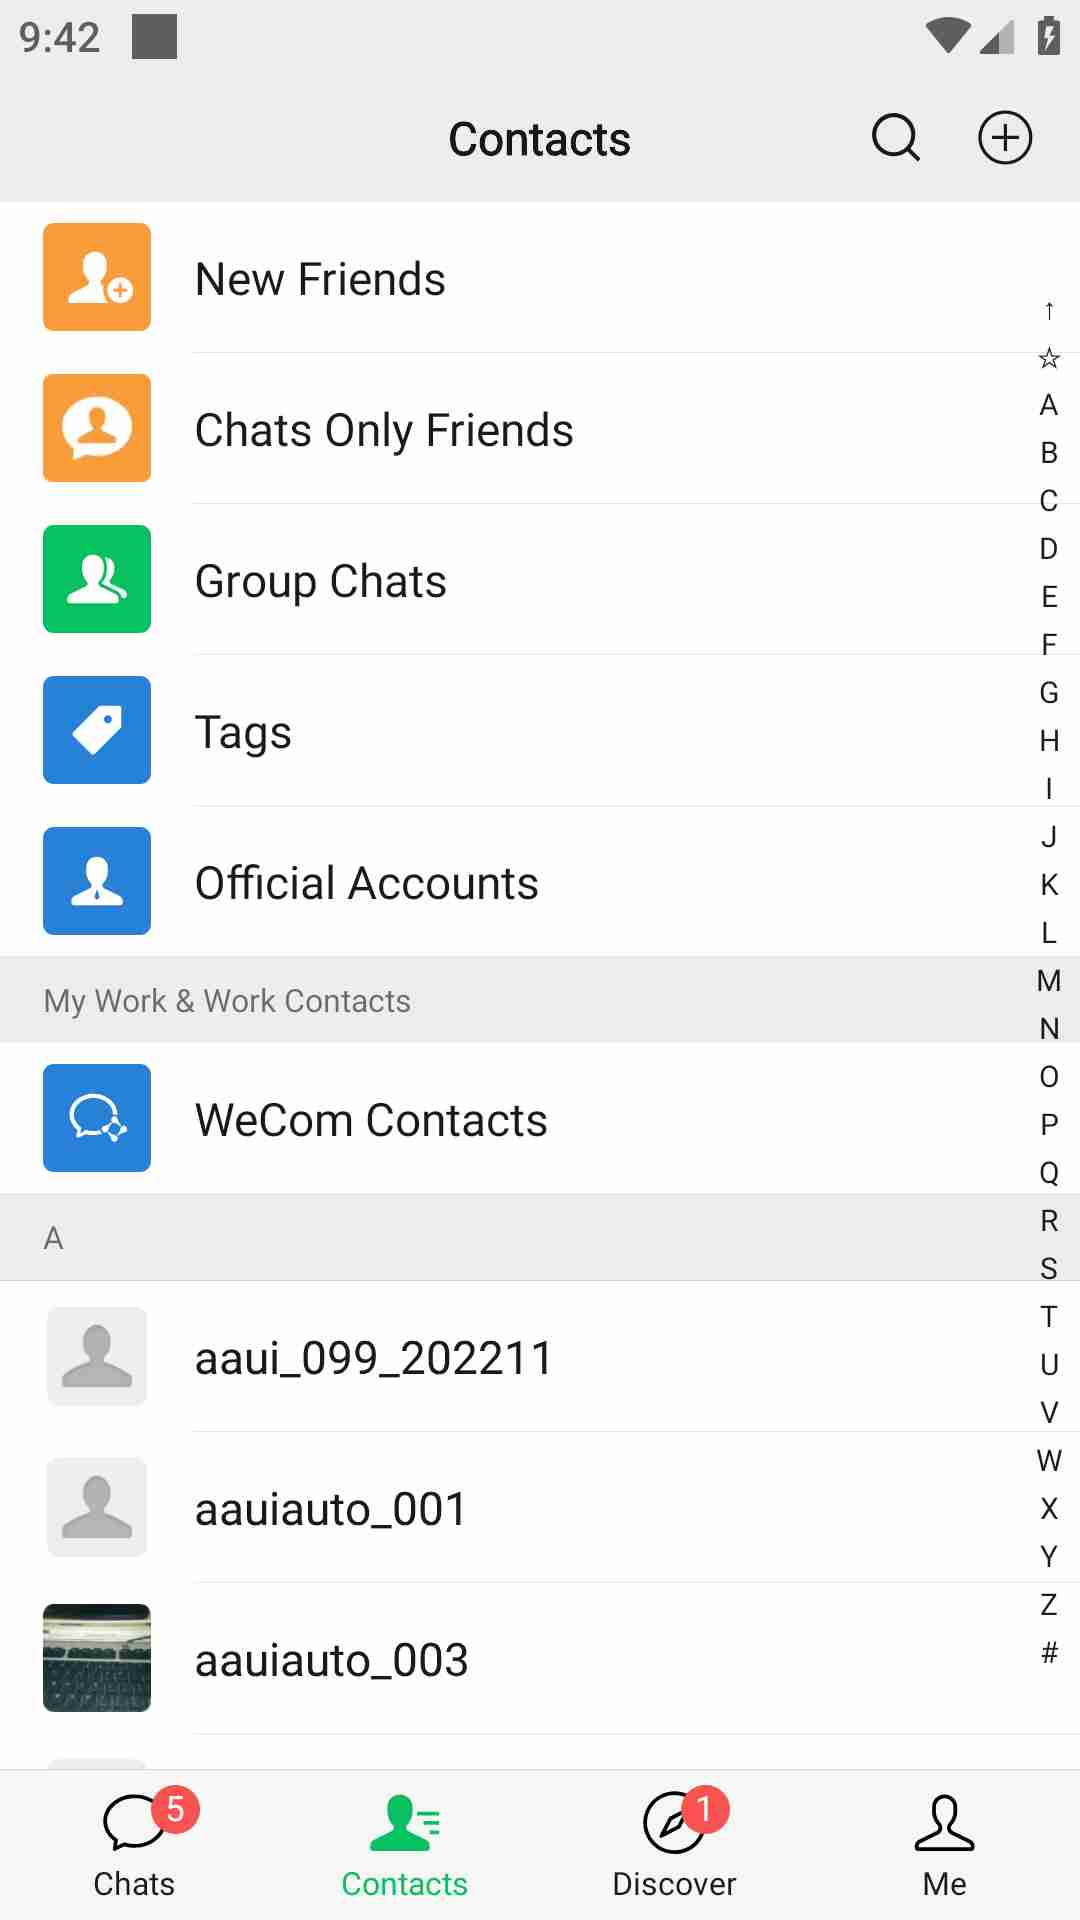 9:42
Contacts
New Friends
Chats Only Friends
Group Chats
Tags
Official Accounts
My Work & Work Contacts
WeCom Contacts
A
aaui_099_202211
aauiauto_001
aauiauto_003
↑
☆
A
B
C
D
E
F
G
H
I
J
K
L
M
N
O
P
Q
R
S
T
U
V
W
X
Y
Z
#
5
1
Chats
Contacts
Discover
Me